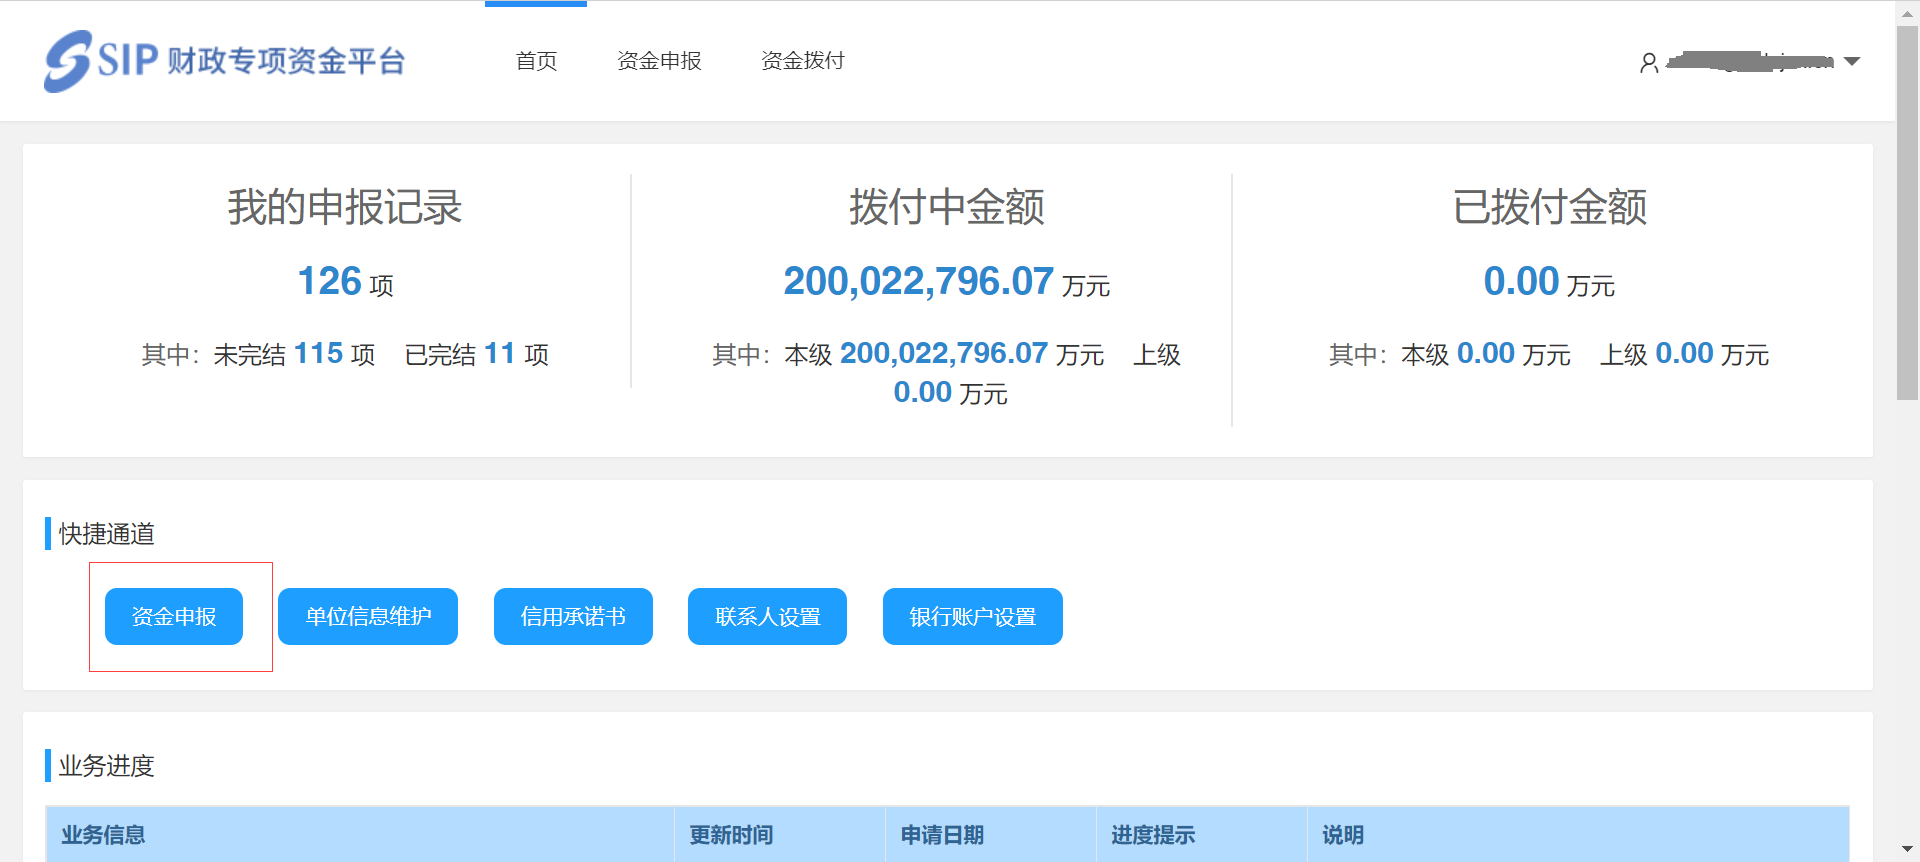 SIP 财政专项资金平台
首页 资金申报 资金拨付
我的申报记录
126 项
其中：未完结 115 项 已完结 11 项
拨付中金额
200,022,796.07 万元
其中：本级 200,022,796.07 万元 上级
0.00 万元
已拨付金额
0.00 万元
其中：本级 0.00 万元 上级 0.00 万元
快捷通道
资金申报 单位信息维护 信用承诺书 联系人设置 银行账户设置
业务进度
业务信息 更新时间 申请日期 进度提示 说明